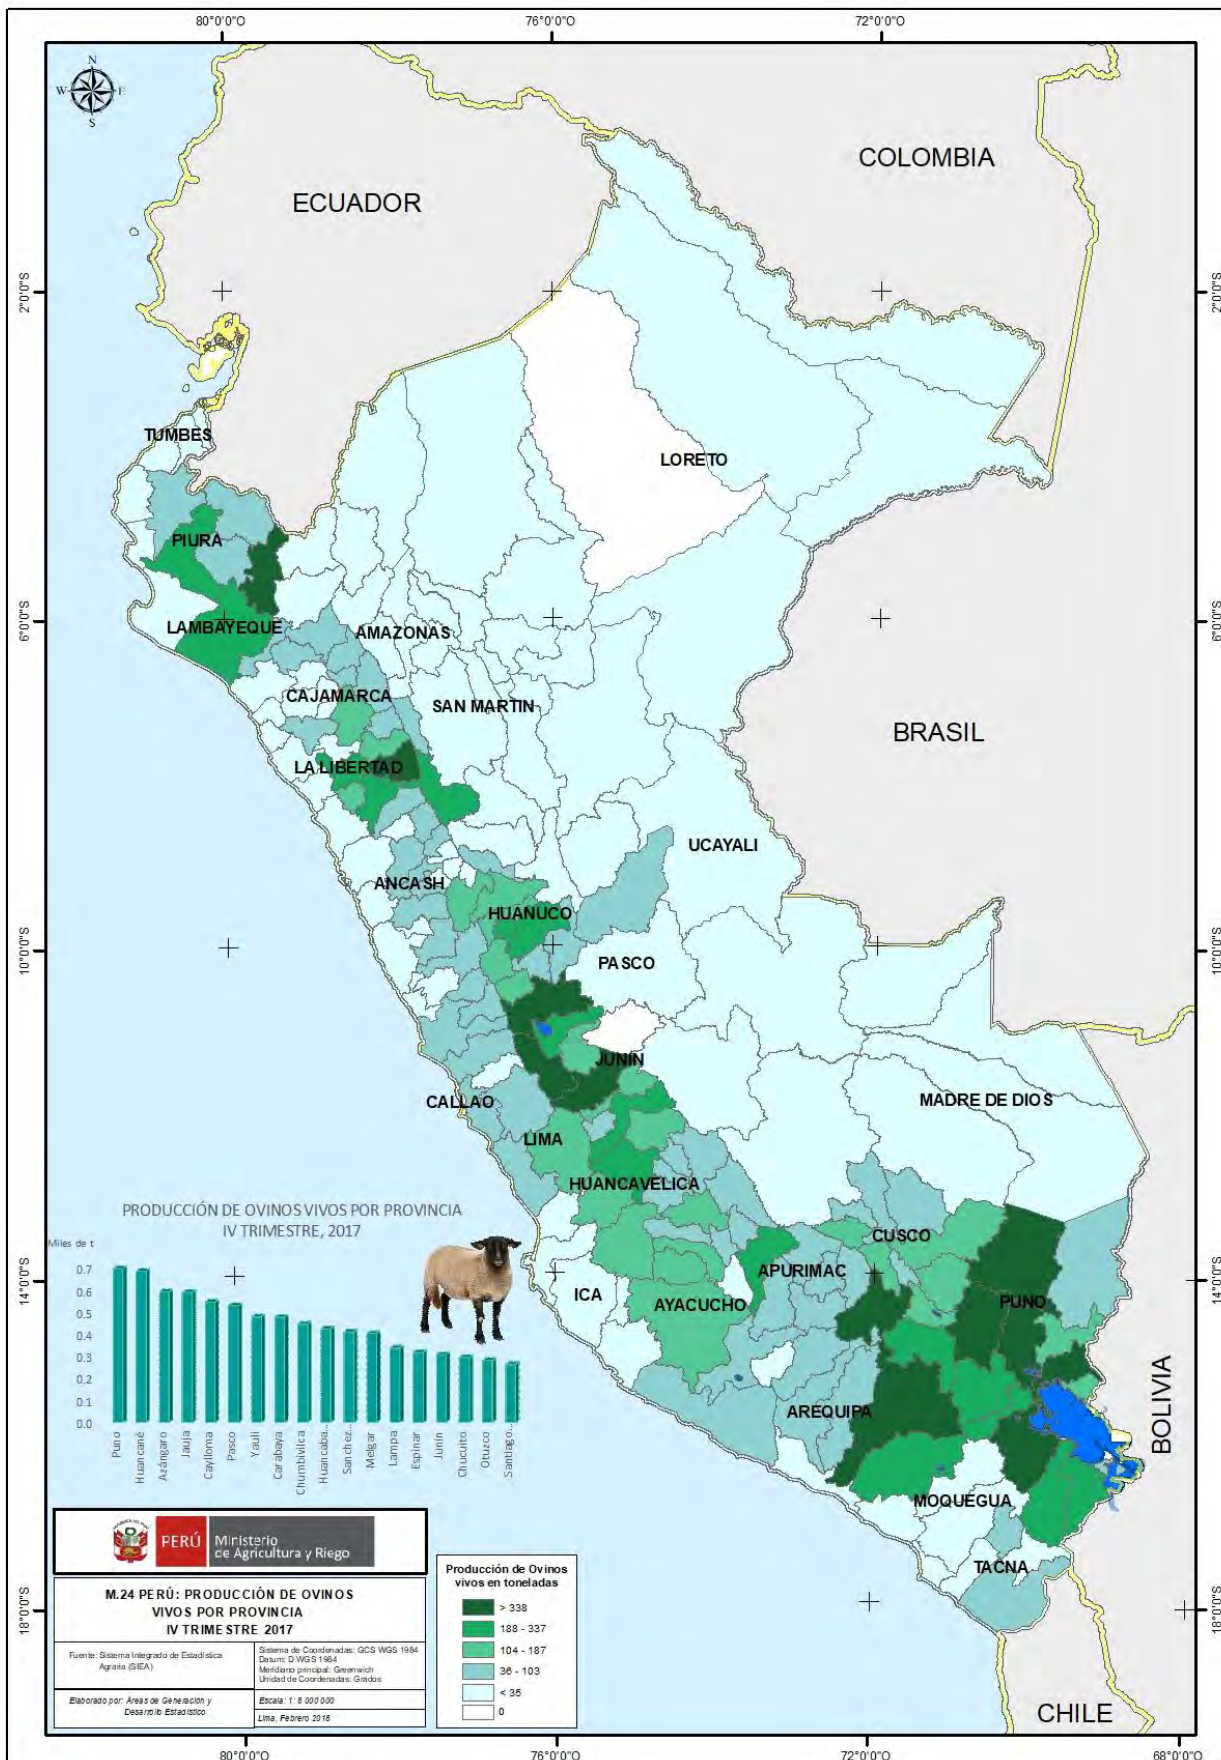 80°0'0"O 76°0'0"O 72°0'0"O
N
W E
S
COLOMBIA
ECUADOR
2°0'0"S 2°0'0"S
TUMBES
LORETO
PIURA
6°0'0"S 6°0'0"S
LAMBAYEQUE
AMAZONAS
CAJAMARCA
SAN MARTIN
BRASIL
LA LIBERTAD
UCAYALI
ANCASH
HUANUCO
10°0'0"S 10°0'0"S
PASCO
JUNÍN
CALLAO
MADRE DE DIOS
LIMA
HUANCAVELICA
CUSCO
APURIMAC
14°0'0"S 14°0'0"S
ICA
AYACUCHO
PUNO
AREQUIPA
BOLIVIA
MOQUEGUA
TACNA
18°0'0"S 18°0'0"S
CHILE
PRODUCCIÓN DE OVINOS VIVOS POR PROVINCIA
IV TRIMESTRE, 2017
Miles de t
0.7
0.6
0.5
0.4
0.3
0.2
0.1
0.0
Puno
Huancané
Azángaro
Jauja
Caylloma
Pasco
Yauli
Carabaya
Chumbivilca
Huancaba...
Sanchez...
Melgar
Lampa
Espinar
Junín
Chucuito
Otuzco
Santiago...
PERÚ
Ministerio
de Agricultura y Riego
M.24 PERÚ: PRODUCCIÓN DE OVINOS
VIVOS POR PROVINCIA
IV TRIMESTRE 2017
Fuente: Sistema Integrado de Estadística
Agraria (SIEA)
Sistema de Coordenadas: GCS WGS 1984
Datum: D WGS 1984
Meridiano principal: Greenwich
Unidad de Coordenadas: Grados
Elaborado por: Áreas de Generación y
Desarrollo Estadístico
Escala: 1: 8 000 000
Lima, Febrero 2018
Producción de Ovinos
vivos en toneladas
> 338
188 - 337
104 - 187
36 - 103
< 35
0
80°0'0"O 76°0'0"O 72°0'0"O 68°0'0"O